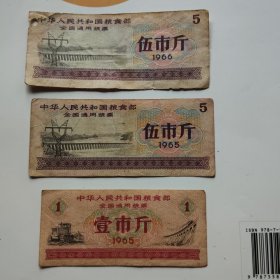 中华人民共和国粮食部
全国通用粮票
5
伍市斤
1966
中华人民共和国粮食部
全国通用粮票
5
伍市斤
1965
中华人民共和国粮食部
全国通用粮票
1
壹市斤
1
1965
ISBN 978-7-